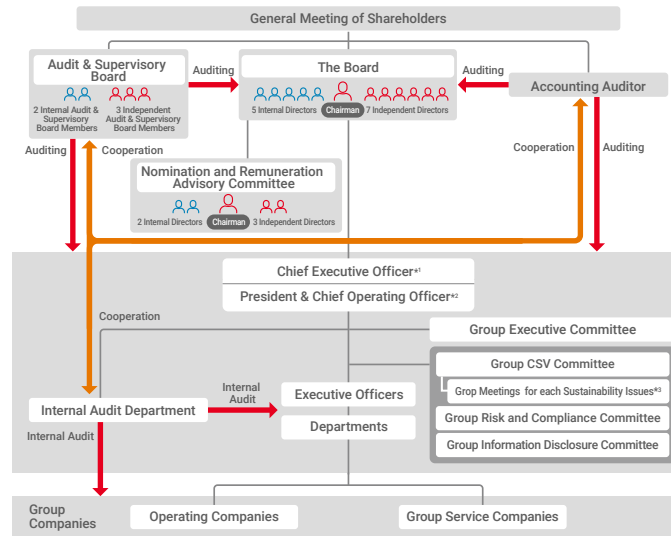 General Meeting of Shareholders
Audit & Supervisory
Board
2 Internal Audit &
Supervisory
Board Members
3 Independent
Audit & Supervisory
Board Members
Auditing
The Board
5 Internal Directors
Chairman
7 Independent Directors
Auditing
Accounting Auditor
Auditing
Cooperation
Cooperation
Auditing
Nomination and Remuneration
Advisory Committee
2 Internal Directors
Chairman
3 Independent Directors
Chief Executive Officer*1
President & Chief Operating Officer*2
Cooperation
Group Executive Committee
Group CSV Committee
Grop Meetings for each Sustainability Issues*3
Group Risk and Compliance Committee
Group Information Disclosure Committee
Internal Audit Department
Internal
Audit
Executive Officers
Departments
Internal Audit
Group
Companies
Operating Companies
Group Service Companies